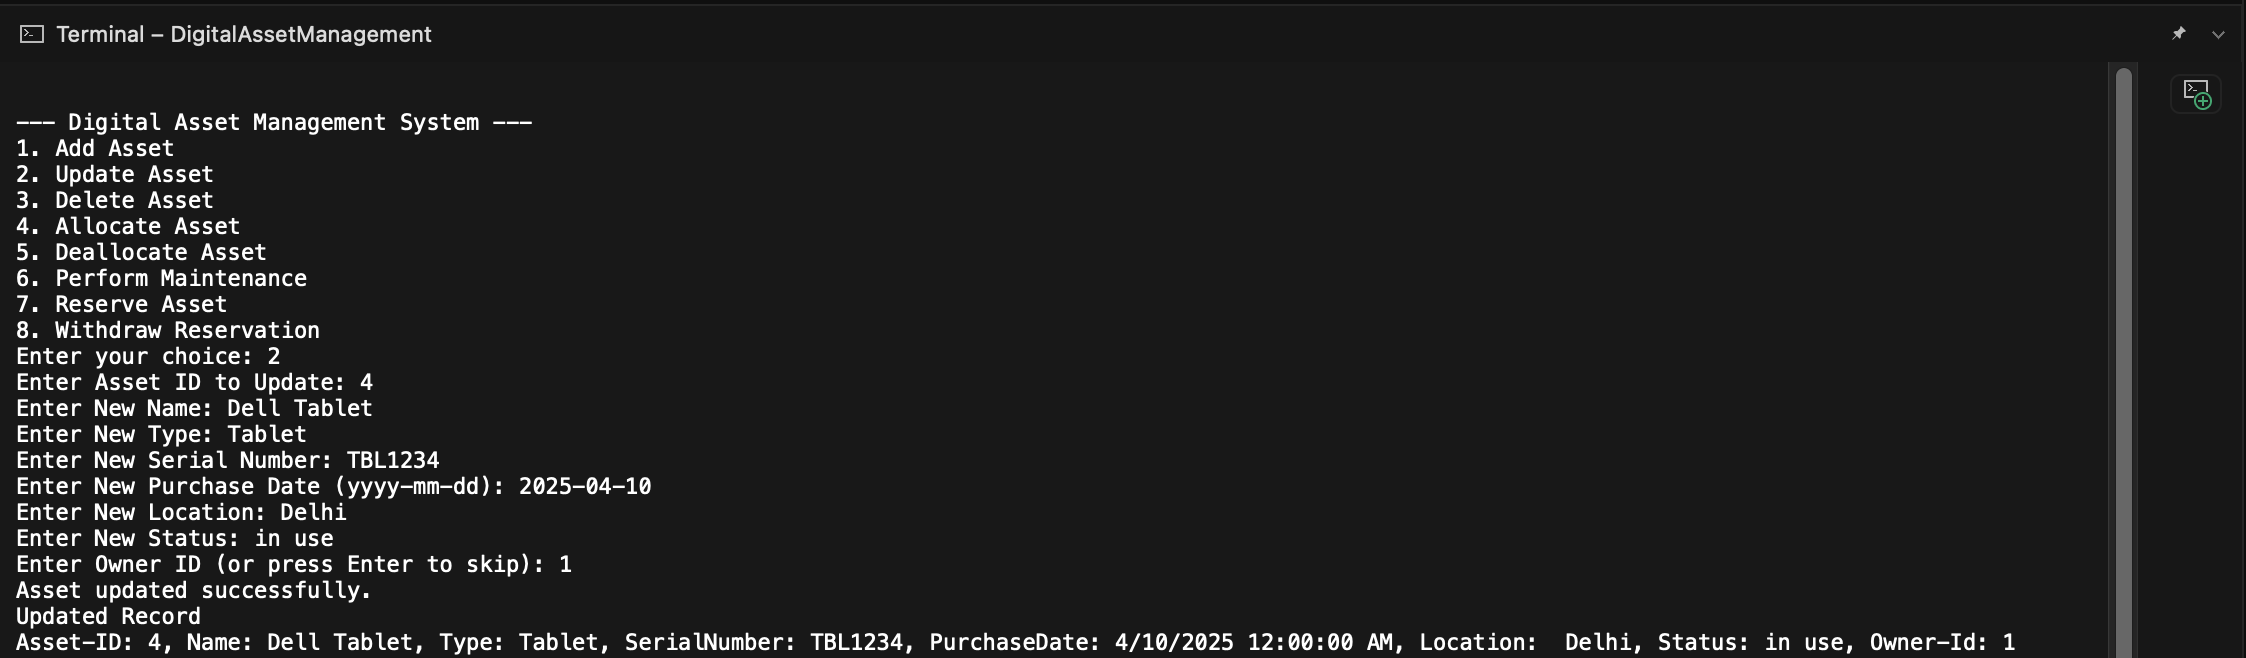 Terminal – DigitalAssetManagement
--- Digital Asset Management System ---
1. Add Asset
2. Update Asset
3. Delete Asset
4. Allocate Asset
5. Deallocate Asset
6. Perform Maintenance
7. Reserve Asset
8. Withdraw Reservation
Enter your choice: 2
Enter Asset ID to Update: 4
Enter New Name: Dell Tablet
Enter New Type: Tablet
Enter New Serial Number: TBL1234
Enter New Purchase Date (yyyy-mm-dd): 2025-04-10
Enter New Location: Delhi
Enter New Status: in use
Enter Owner ID (or press Enter to skip): 1
Asset updated successfully.
Updated Record
Asset-ID: 4, Name: Dell Tablet, Type: Tablet, SerialNumber: TBL1234, PurchaseDate: 4/10/2025 12:00:00 AM, Location:  Delhi, Status: in use, Owner-Id: 1